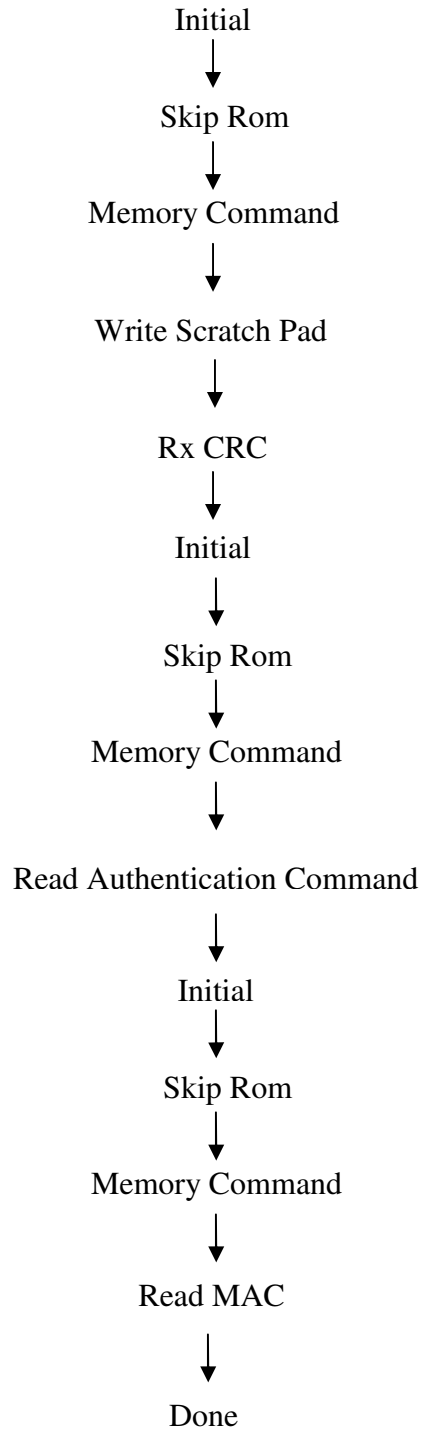 Initial
Skip Rom
Memory Command
Write Scratch Pad
Rx CRC
Initial
Skip Rom
Memory Command
Read Authentication Command
Initial
Skip Rom
Memory Command
Read MAC
Done